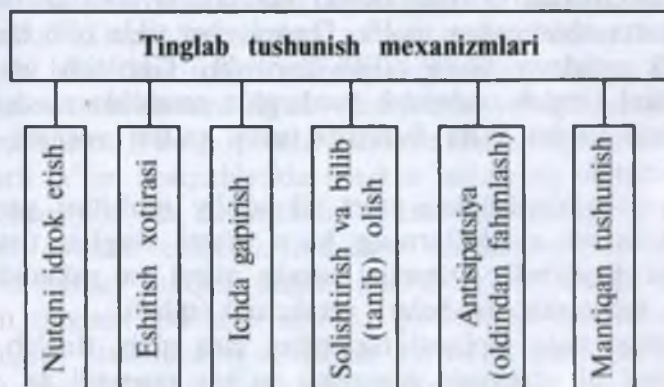 Tinglab tushunish mexanizmlari
Nutqni idrok etish
Eshitish xotirasi
Ichida gapirish
Solishtirish va bilib
(tanib) olish
Antisipatsiya
(oldindan fahmlash)
Mantiqan tushunish